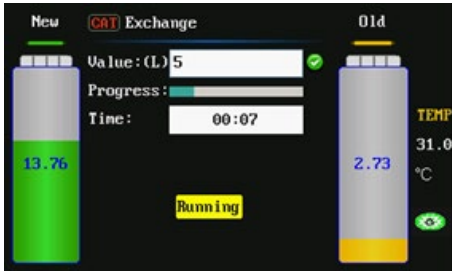 New
CAT Exchange
Old
Value:(L) 5
Progress:
Time: 00:07
TEMP
31.0
°C
13.76
2.73
Running